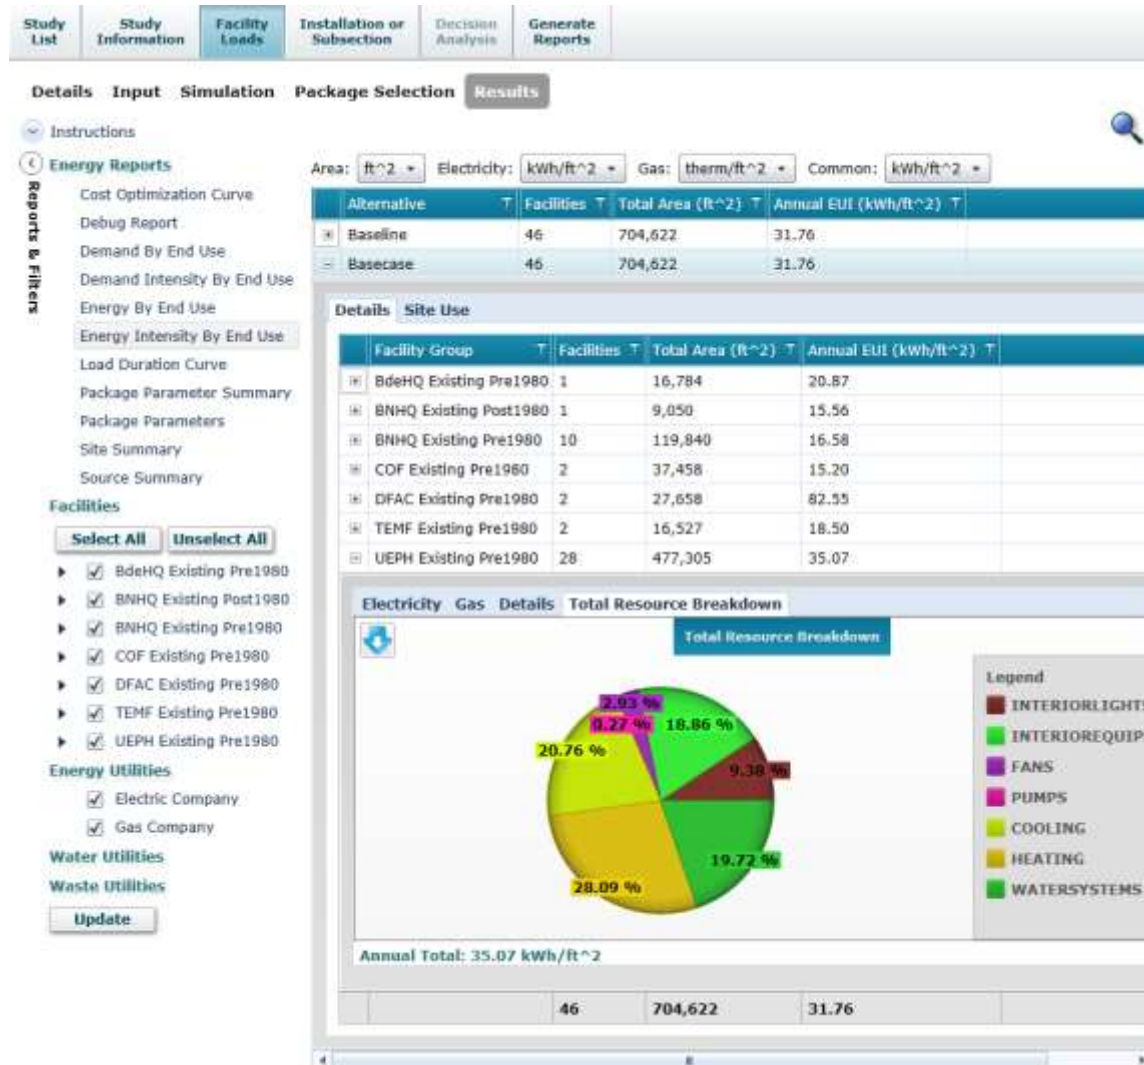 Study List
Study Information
Facility Loads
Installation or Subsection
Decision Analysis
Generate Reports
Details Input Simulation Package Selection Results
Instructions
Reports & Filters
Energy Reports
Cost Optimization Curve
Debug Report
Demand By End Use
Demand Intensity By End Use
Energy By End Use
Energy Intensity By End Use
Load Duration Curve
Package Parameter Summary
Package Parameters
Site Summary
Source Summary
Facilities
Select All Unselect All
BdeHQ Existing Pre1980
BNHQ Existing Post1980
BNHQ Existing Pre1980
COF Existing Pre1980
DFAC Existing Pre1980
TEMF Existing Pre1980
UEPH Existing Pre1980
Energy Utilities
Electric Company
Gas Company
Water Utilities
Waste Utilities
Update
Area: ft^2 Electricity: kWh/ft^2 Gas: therm/ft^2 Common: kWh/ft^2
Alternative Facilities Total Area (ft^2) Annual EUI (kWh/ft^2)
Baseline 46 704,622 31.76
Basecase 46 704,622 31.76
Details Site Use
Facility Group Facilities Total Area (ft^2) Annual EUI (kWh/ft^2)
BdeHQ Existing Pre1980 1 16,784 20.87
BNHQ Existing Post1980 1 9,050 15.56
BNHQ Existing Pre1980 10 119,840 16.58
COF Existing Pre1980 2 37,458 15.20
DFAC Existing Pre1980 2 27,658 82.55
TEMF Existing Pre1980 2 16,527 18.50
UEPH Existing Pre1980 28 477,305 35.07
Electricity Gas Details Total Resource Breakdown
Total Resource Breakdown
2.93 %
0.27 % 18.86 %
20.76 %
9.38 %
19.72 %
28.09 %
Legend
INTERIORLIGHTS
INTERIOREQUIP
FANS
PUMPS
COOLING
HEATING
WATERSYSTEMS
Annual Total: 35.07 kWh/ft^2
46 704,622 31.76